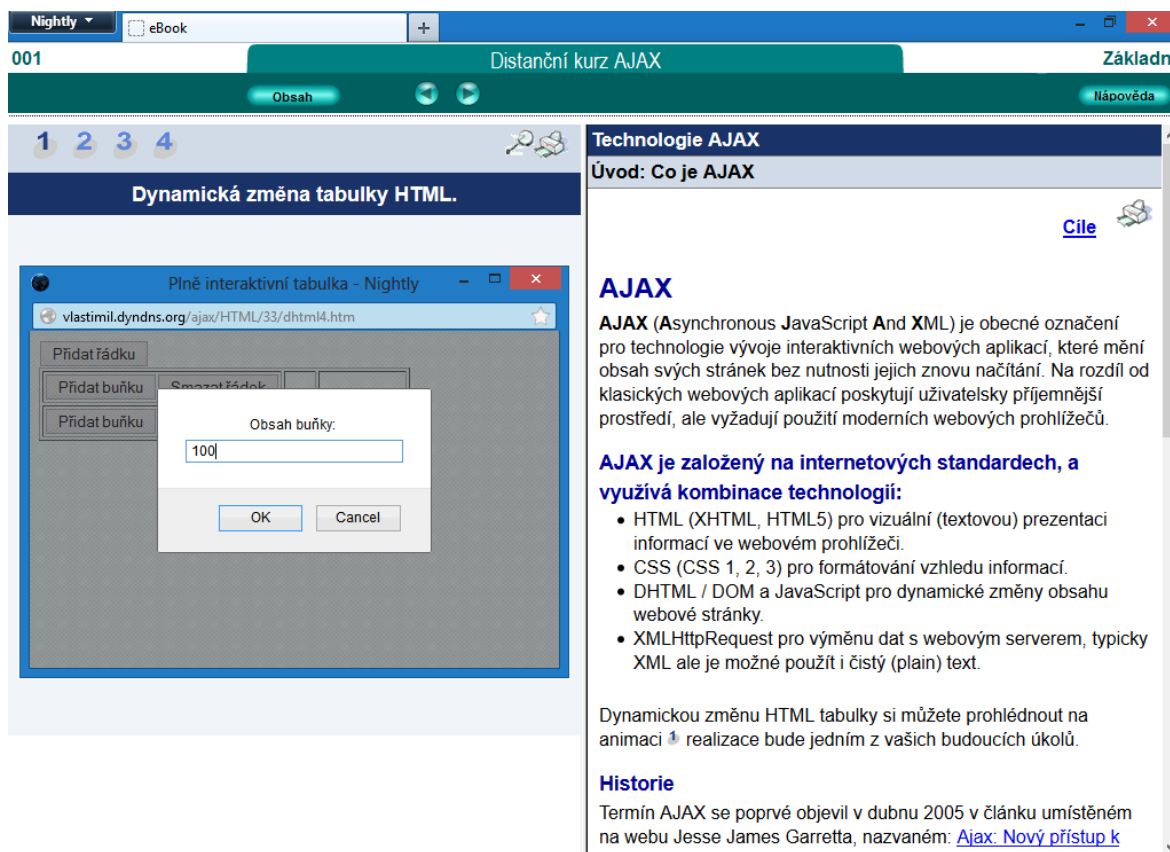 Nightly
eBook
001
Distanční kurz AJAX
Základn
Obsah
Nápověda
1 2 3 4
Dynamická změna tabulky HTML.
Plně interaktivní tabulka - Nightly
vlastimil.dyndns.org/ajax/HTML/33/dhtml4.htm
Přidat řádku
Přidat buňku Smazat řádek
Přidat buňku
Obsah buňky:
100
OK Cancel
Technologie AJAX
Úvod: Co je AJAX
Cíle
AJAX
AJAX (Asynchronous JavaScript And XML) je obecné označení
pro technologie vývoje interaktivních webových aplikací, které mění
obsah svých stránek bez nutnosti jejich znovu načítání. Na rozdíl od
klasických webových aplikací poskytují uživatelsky příjemnější
prostředí, ale vyžadují použití moderních webových prohlížečů.
AJAX je založený na internetových standardech, a
využívá kombinace technologií:
• HTML (XHTML, HTML5) pro vizuální (textovou) prezentaci
informací ve webovém prohlížeči.
• CSS (CSS 1, 2, 3) pro formátování vzhledu informací.
• DHTML / DOM a JavaScript pro dynamické změny obsahu
webové stránky.
• XMLHttpRequest pro výměnu dat s webovým serverem, typicky
XML ale je možné použít i čistý (plain) text.
Dynamickou změnu HTML tabulky si můžete prohlédnout na
animaci 1 realizace bude jedním z vašich budoucích úkolů.
Historie
Termín AJAX se poprvé objevil v dubnu 2005 v článku umístěném
na webu Jesse James Garretta, nazvaném: Ajax: Nový přístup k